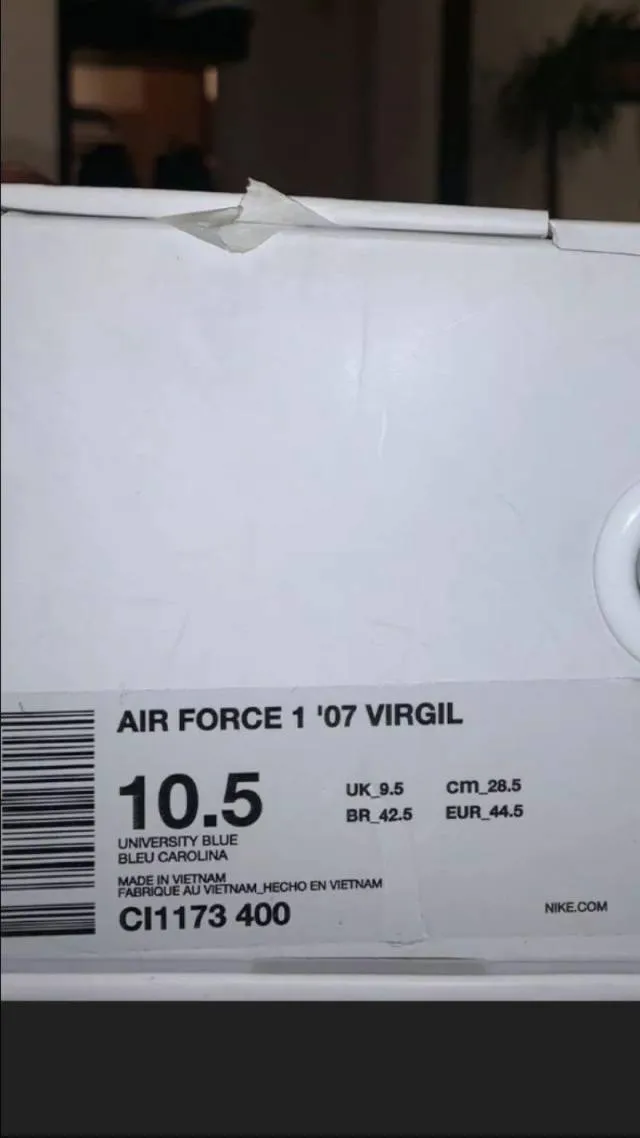 AIR FORCE 1 '07 VIRGIL
10.5
UK_9.5 cm_28.5
BR_42.5 EUR_44.5
UNIVERSITY BLUE
BLEU CAROLINA
MADE IN VIETNAM
FABRIQUE AU VIETNAM_HECHO EN VIETNAM
CI1173 400
NIKE.COM